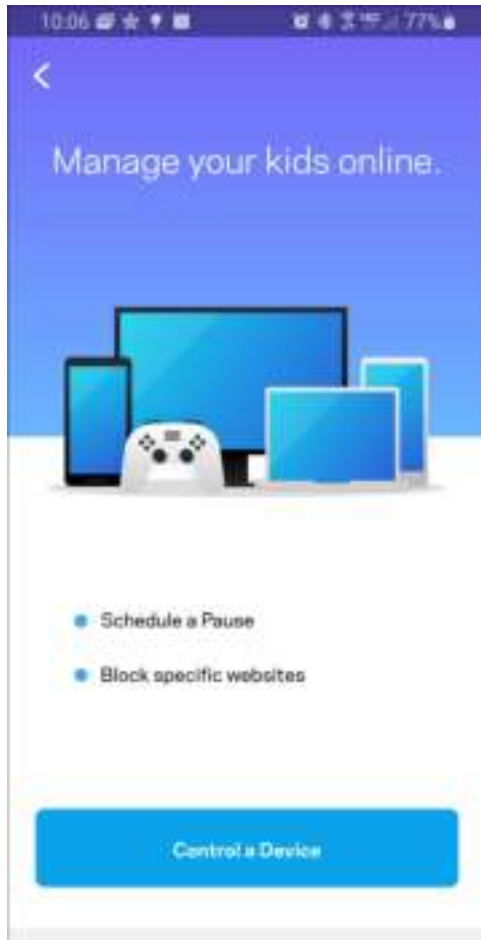 10:06 77%
Manage your kids online.
Schedule a Pause
Block specific websites
Control a Device